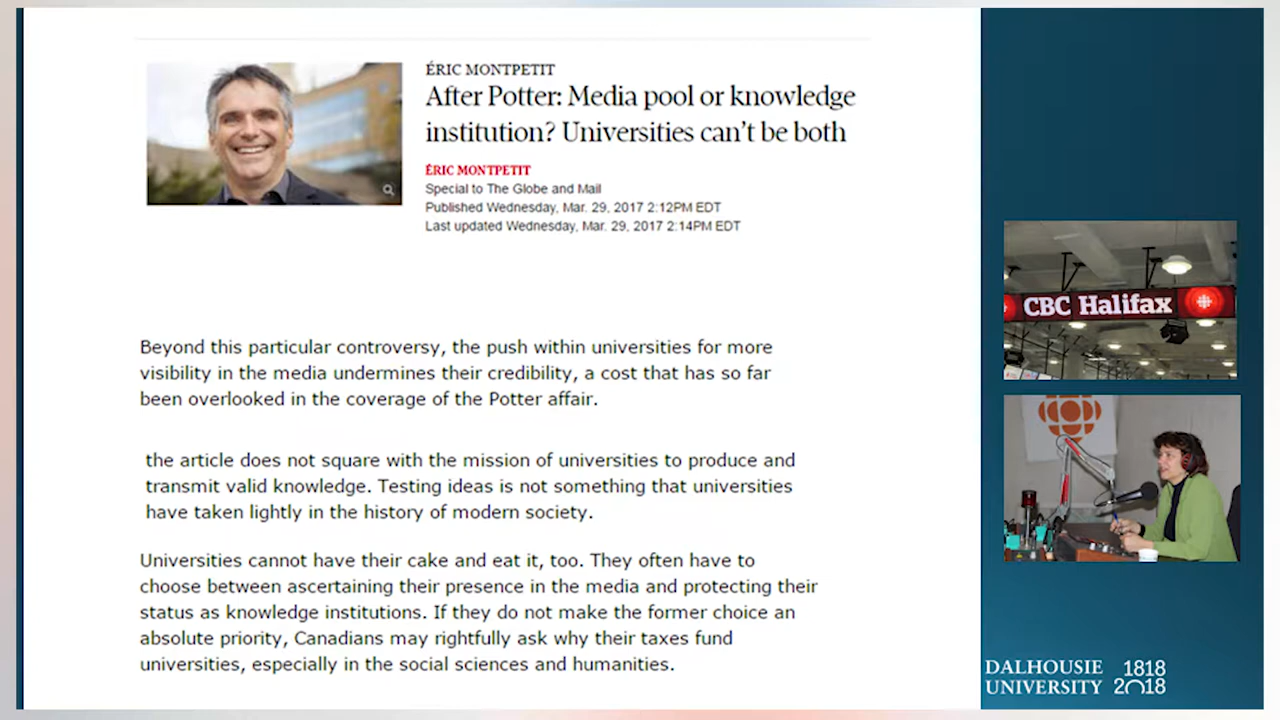 ÉRIC MONTPETIT
After Potter: Media pool or knowledge
institution? Universities can’t be both
ÉRIC MONTPETIT
Special to The Globe and Mail
Published Wednesday, Mar. 29, 2017 2:12PM EDT
Last updated Wednesday, Mar. 29, 2017 2:14PM EDT
Beyond this particular controversy, the push within universities for more
visibility in the media undermines their credibility, a cost that has so far
been overlooked in the coverage of the Potter affair.
the article does not square with the mission of universities to produce and
transmit valid knowledge. Testing ideas is not something that universities
have taken lightly in the history of modern society.
Universities cannot have their cake and eat it, too. They often have to
choose between ascertaining their presence in the media and protecting their
status as knowledge institutions. If they do not make the former choice an
absolute priority, Canadians may rightfully ask why their taxes fund
universities, especially in the social sciences and humanities.
CBC Halifax
DALHOUSIE
UNIVERSITY
1818
2018